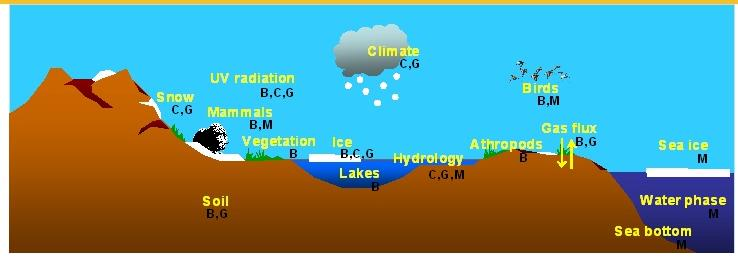 Climate
C,G
UV radiation
B,C,G
Birds
B,M
Snow
C,G
Mammals
B,M
Vegetation
B
Ice
B,C,G
Lakes
B
Hydrology
C,G,M
Athropods
B
Gas flux
B,G
Sea ice
M
Soil
B,G
Water phase
M
Sea bottom
M